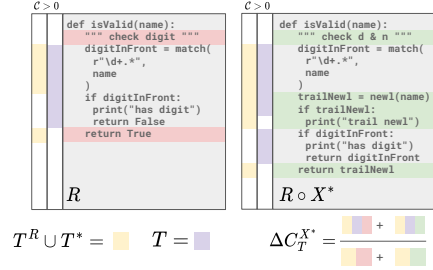 C > 0
def isValid(name):
""" check digit """
digitInFront = match(
r"\d+.*",
name
)
if digitInFront:
print("has digit")
return False
return True
R
C > 0
def isValid(name):
""" check d & n """
digitInFront = match(
r"\d+.*",
name
)
trailNewl = newl(name)
if trailNewl:
print("trail newl")
if digitInFront:
print("has digit")
return digitInFront
return trailNewl
R ∘ X*
T^R ∪ T* =
T =
ΔC_T^{X*} =
+
+